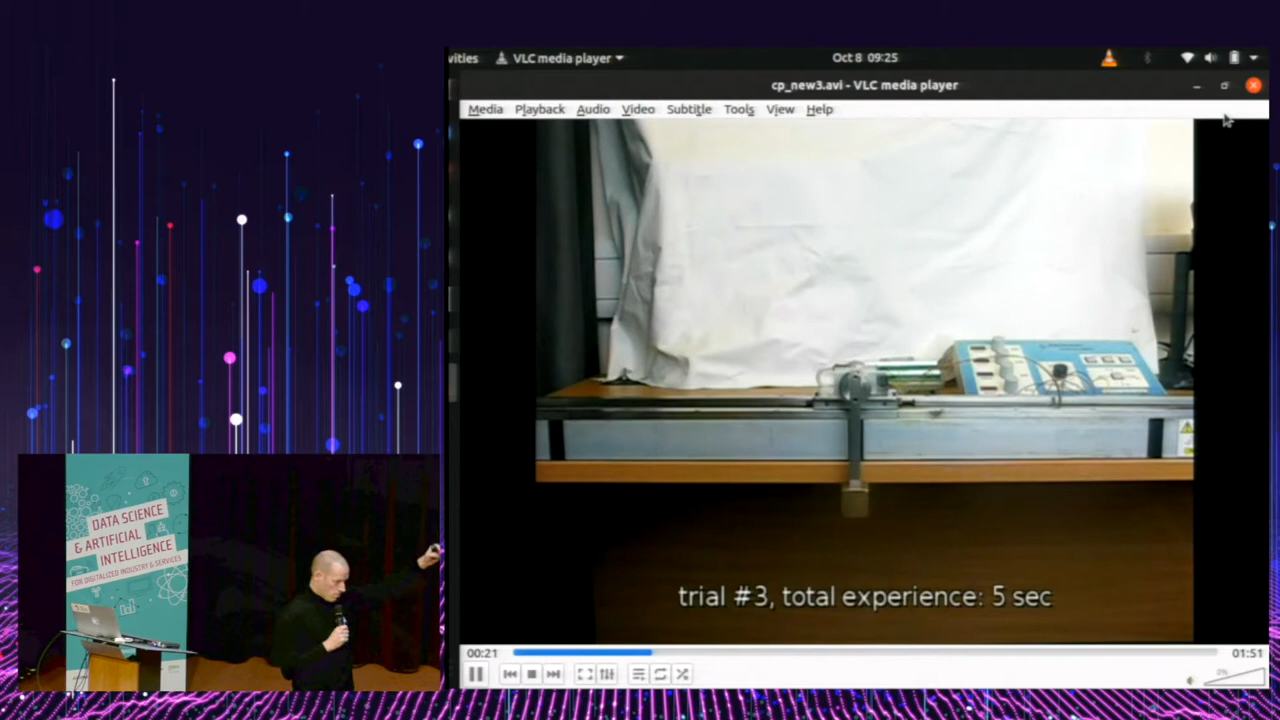 vities VLC media player Oct 8 09:25
cp_new3.avi - VLC media player
Media Playback Audio Video Subtitle Tools View Help
trial #3, total experience: 5 sec
00:21 01:51
0%
DATA SCIENCE
& ARTIFICIAL
INTELLIGENCE
FOR DIGITALIZED INDUSTRY & SERVICES